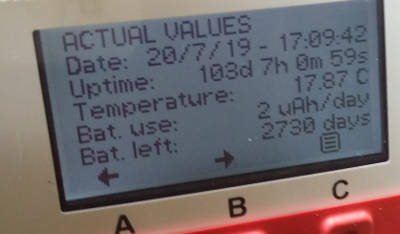 ACTUAL VALUES
Date: 20/7/19 - 17:09:42
Uptime: 103d 7h 0m 59s
Temperature: 17.87 C
Bat. use: 2 uAh/day
Bat. left: 2730 days
A B C